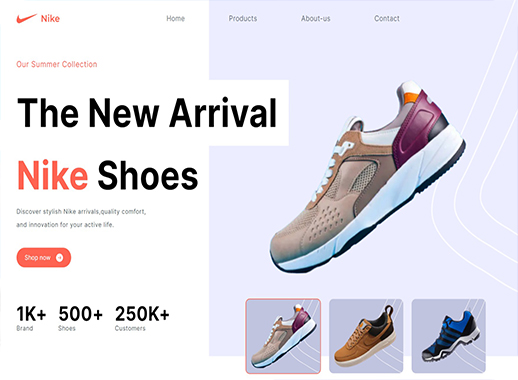 Nike
Home
Products
About-us
Contact
Our Summer Collection
The New Arrival
Nike Shoes
Discover stylish Nike arrivals,quality comfort,
and innovation for your active life.
Shop now
1K+
Brand
500+
Shoes
250K+
Customers